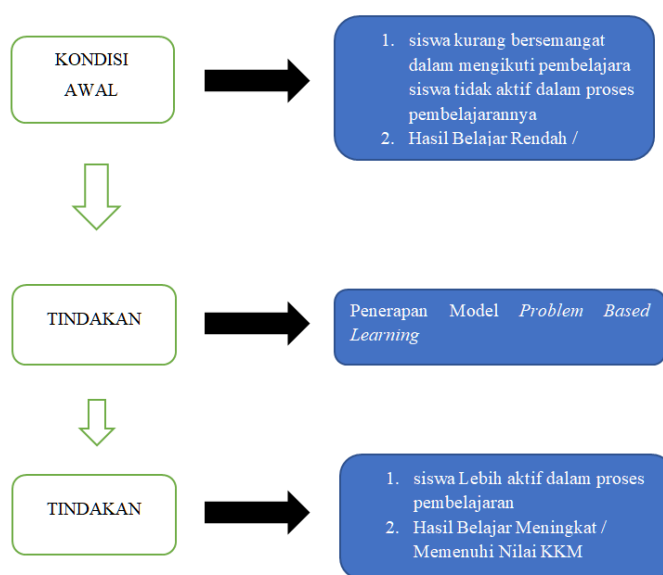 KONDISI
AWAL
1. siswa kurang bersemangat
dalam mengikuti pembelajara
siswa tidak aktif dalam proses
pembelajarannya
2. Hasil Belajar Rendah /
TINDAKAN
Penerapan Model Problem Based
Learning
TINDAKAN
1. siswa Lebih aktif dalam proses
pembelajaran
2. Hasil Belajar Meningkat /
Memenuhi Nilai KKM